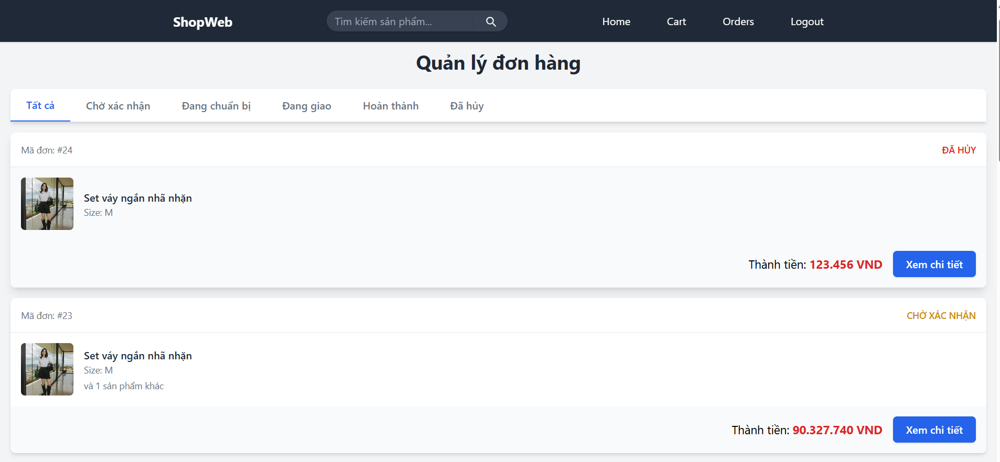 ShopWeb
Tìm kiếm sản phẩm...
Home
Cart
Orders
Logout
Quản lý đơn hàng
Tất cả
Chờ xác nhận
Đang chuẩn bị
Đang giao
Hoàn thành
Đã hủy
Mã đơn: #24
ĐÃ HỦY
Set váy ngắn nhã nhặn
Size: M
Thành tiền: 123.456 VND
Xem chi tiết
Mã đơn: #23
CHỜ XÁC NHẬN
Set váy ngắn nhã nhặn
Size: M
và 1 sản phẩm khác
Thành tiền: 90.327.740 VND
Xem chi tiết